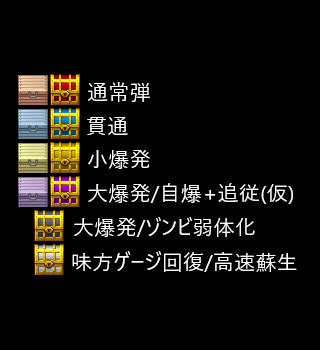 通常弾
貫通
小爆発
大爆発/自爆+追従(仮)
大爆発/ゾンビ弱体化
味方ゲージ回復/高速蘇生